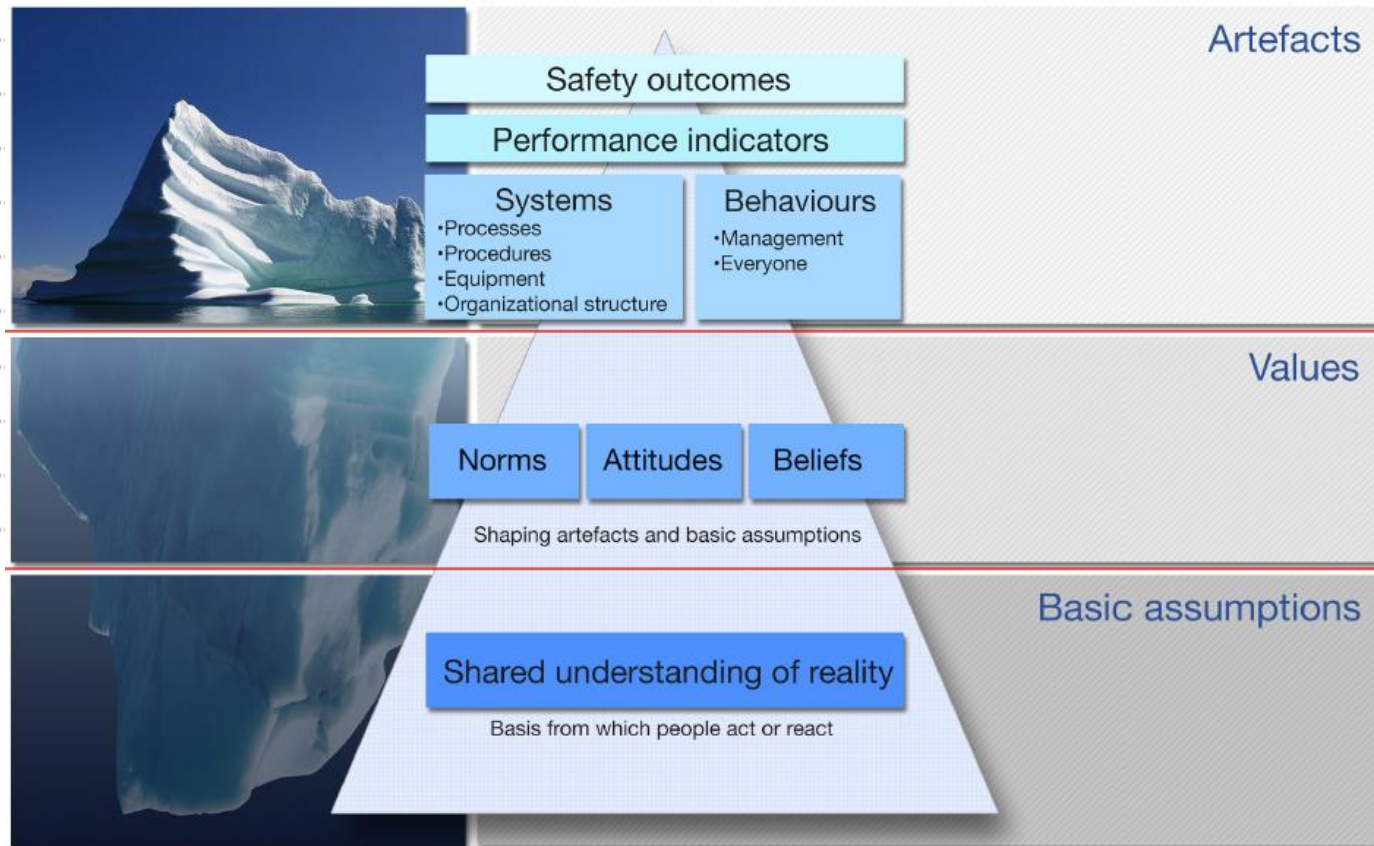 Artefacts
Safety outcomes
Performance indicators
Systems
•Processes
•Procedures
•Equipment
•Organizational structure
Behaviours
•Management
•Everyone
Values
Norms
Attitudes
Beliefs
Shaping artefacts and basic assumptions
Basic assumptions
Shared understanding of reality
Basis from which people act or react